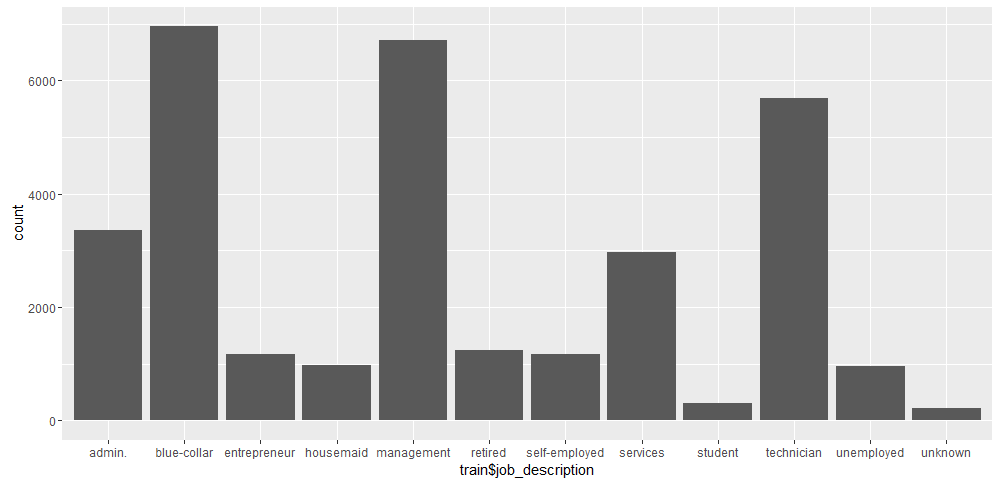 6000
4000
2000
0
count
admin. blue-collar entrepreneur housemaid management retired self-employed services student technician unemployed unknown
train$job_description